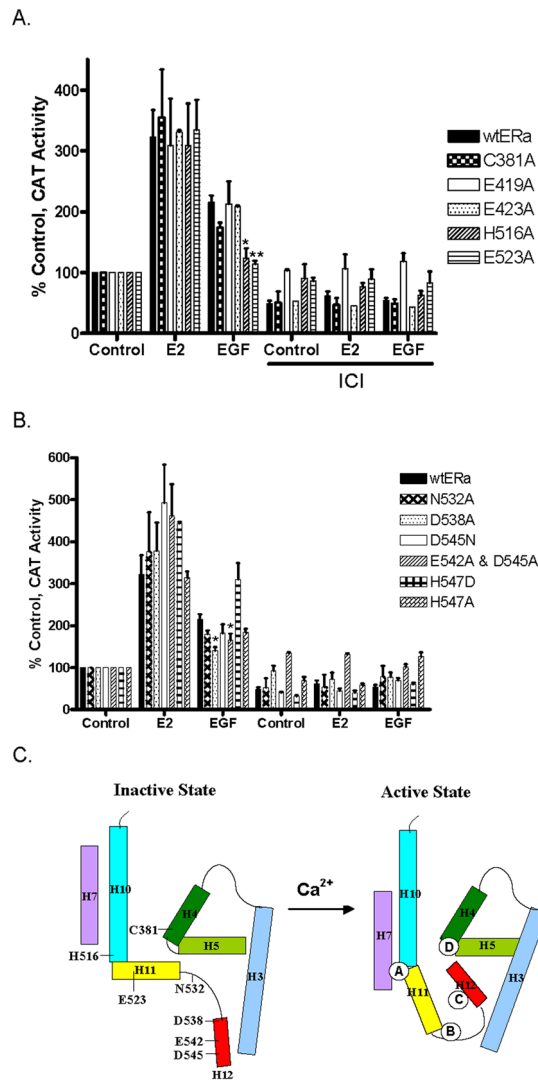 A.
% Control, CAT Activity
400
300
200
100
0
wtERa
C381A
E419A
E423A
H516A
E523A
*
**
Control E2 EGF Control E2 EGF
ICI
B.
% Control, CAT Activity
600
500
400
300
200
100
0
wtERa
N532A
D538A
D545N
E542A & D545A
H547D
H547A
*
*
Control E2 EGF Control E2 EGF
C.
Inactive State
Active State
H7
H10
H4
C381
H5
H3
H516
H11
E523
N532
D538
E542
D545
H12
Ca2+
H10
H7
H4
D
H5
A
H12
H3
H11
C
B